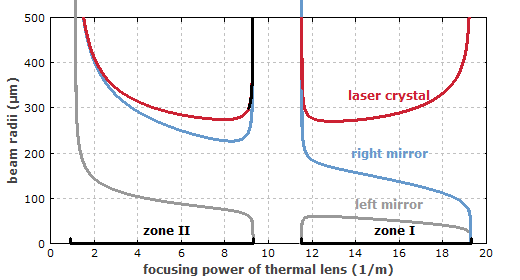 500
400
300
200
100
0
beam radii (µm)
laser crystal
right mirror
left mirror
zone II
zone I
0 2 4 6 8 10 12 14 16 18 20
focusing power of thermal lens (1/m)